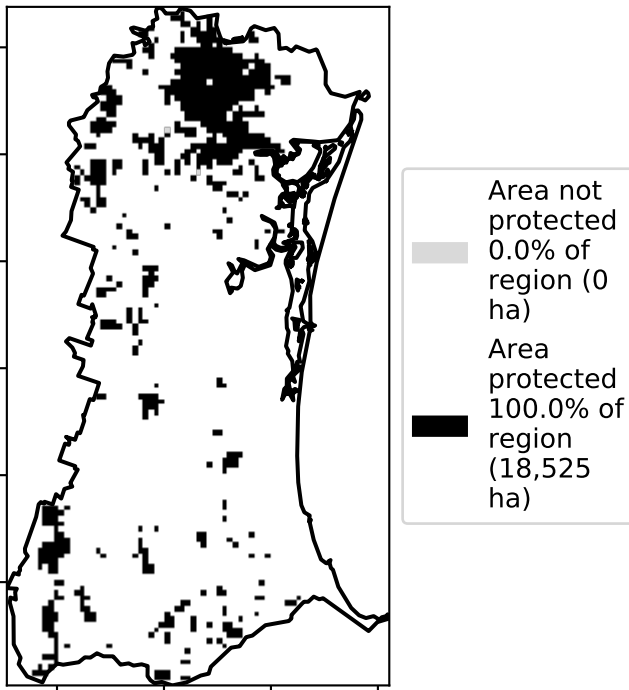 Area not
protected
0.0% of
region (0
ha)
Area
protected
100.0% of
region
(18,525
ha)